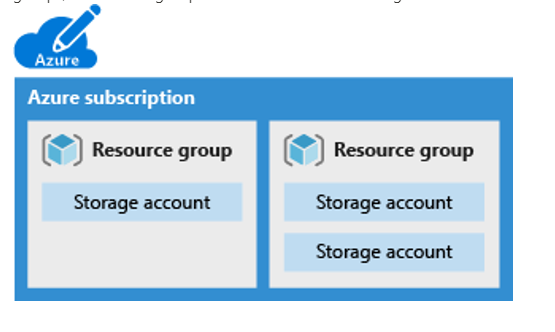 Azure
Azure subscription
Resource group
Storage account
Resource group
Storage account
Storage account